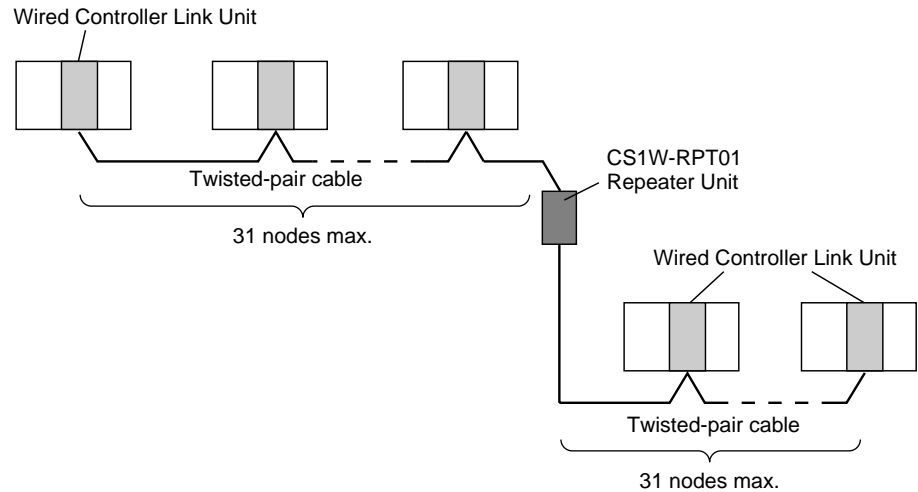 Wired Controller Link Unit
CS1W-RPT01
Repeater Unit
Twisted-pair cable
31 nodes max.
Wired Controller Link Unit
Twisted-pair cable
31 nodes max.